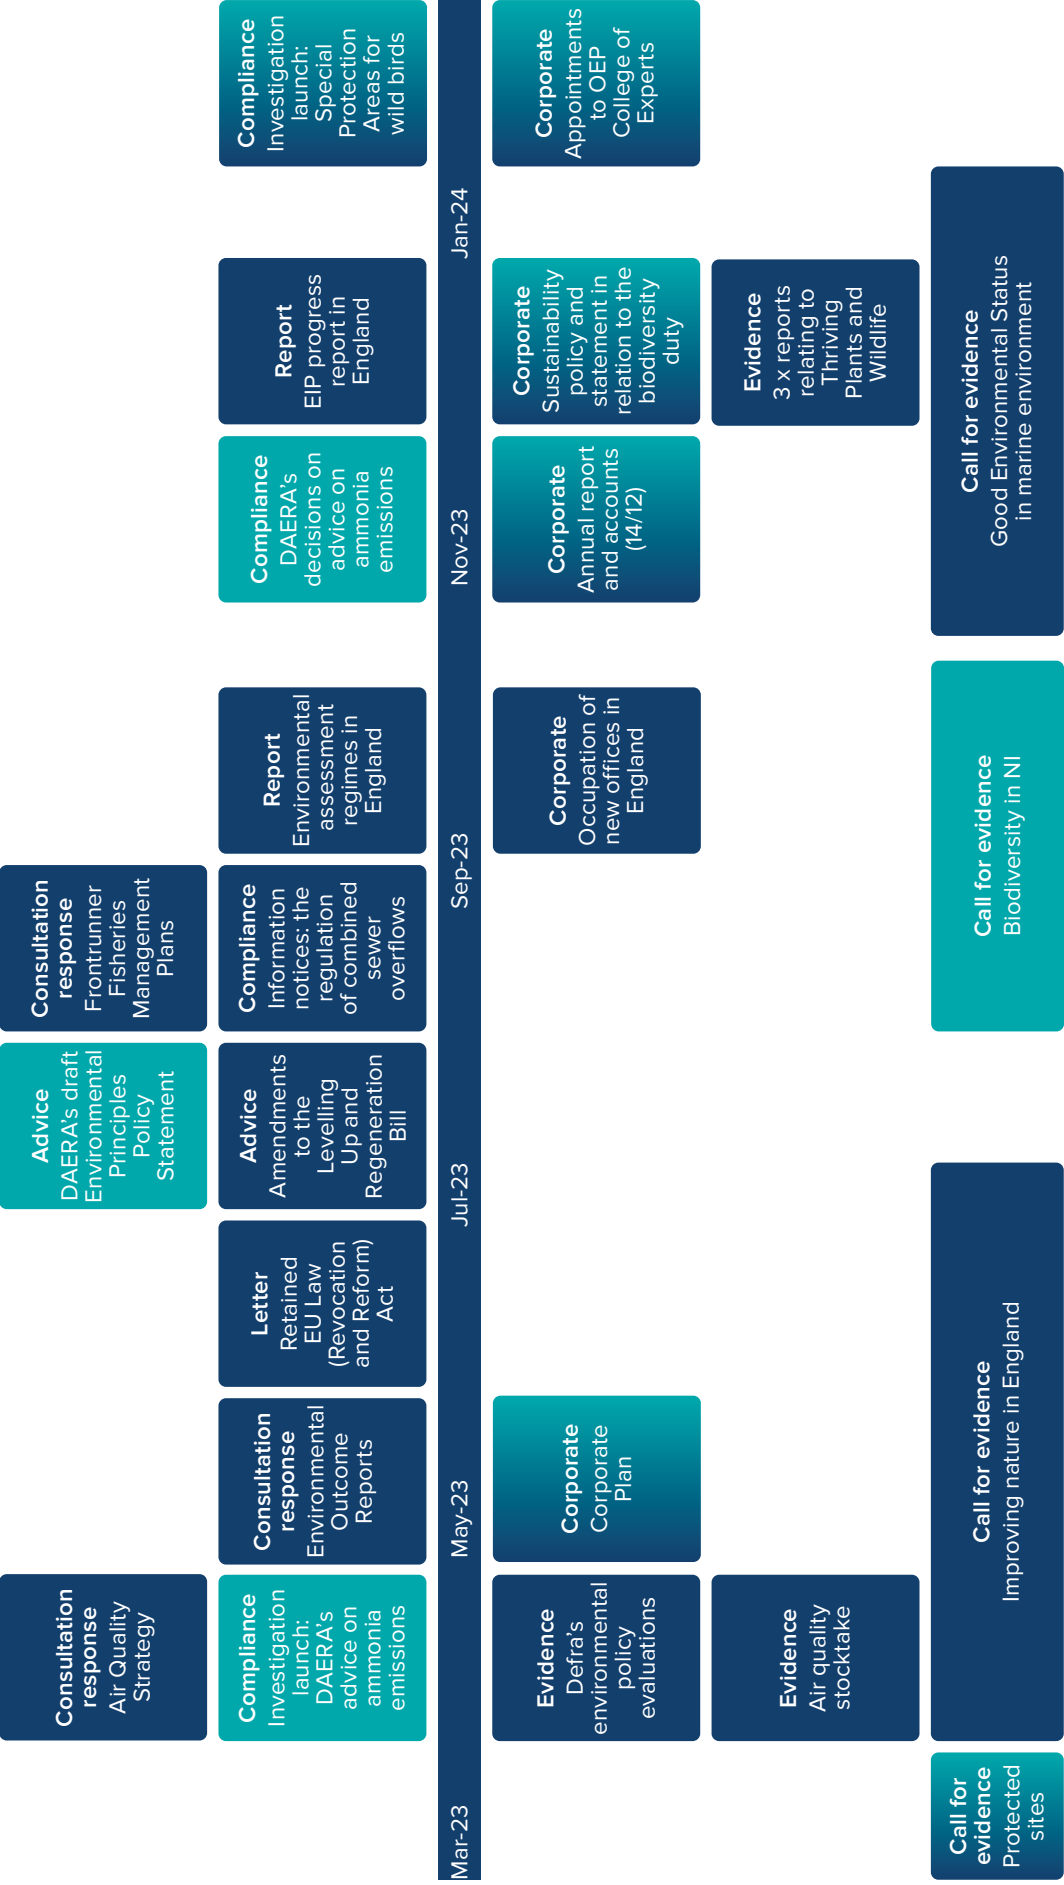 Consultation
response
Air Quality
Strategy
Advice
DAERA’s draft
Environmental
Principles
Policy
Statement
Consultation
response
Frontrunner
Fisheries
Management
Plans
Compliance
Investigation
launch:
DAERA’s
advice on
ammonia
emissions
Consultation
response
Environmental
Outcome
Reports
Letter
Retained
EU Law
(Revocation
and Reform)
Act
Advice
Amendments
to the
Levelling
Up and
Regeneration
Bill
Compliance
Information
notices: the
regulation
of combined
sewer
overflows
Report
Environmental
assessment
regimes in
England
Compliance
DAERA’s
decisions on
advice on
ammonia
emissions
Report
EIP progress
report in
England
Compliance
Investigation
launch:
Special
Protection
Areas for
wild birds
Mar-23
May-23
Jul-23
Sep-23
Nov-23
Jan-24
Evidence
Defra’s
environmental
policy
evaluations
Corporate
Corporate
Plan
Corporate
Occupation of
new offices in
England
Corporate
Annual report
and accounts
(14/12)
Corporate
Sustainability
policy and
statement in
relation to the
biodiversity
duty
Corporate
Appointments
to OEP
College of
Experts
Evidence
Air quality
stocktake
Evidence
3 x reports
relating to
Thriving
Plants and
Wildlife
Call for
evidence
Protected
sites
Call for evidence
Improving nature in England
Call for evidence
Biodiversity in NI
Call for evidence
Good Environmental Status
in marine environment